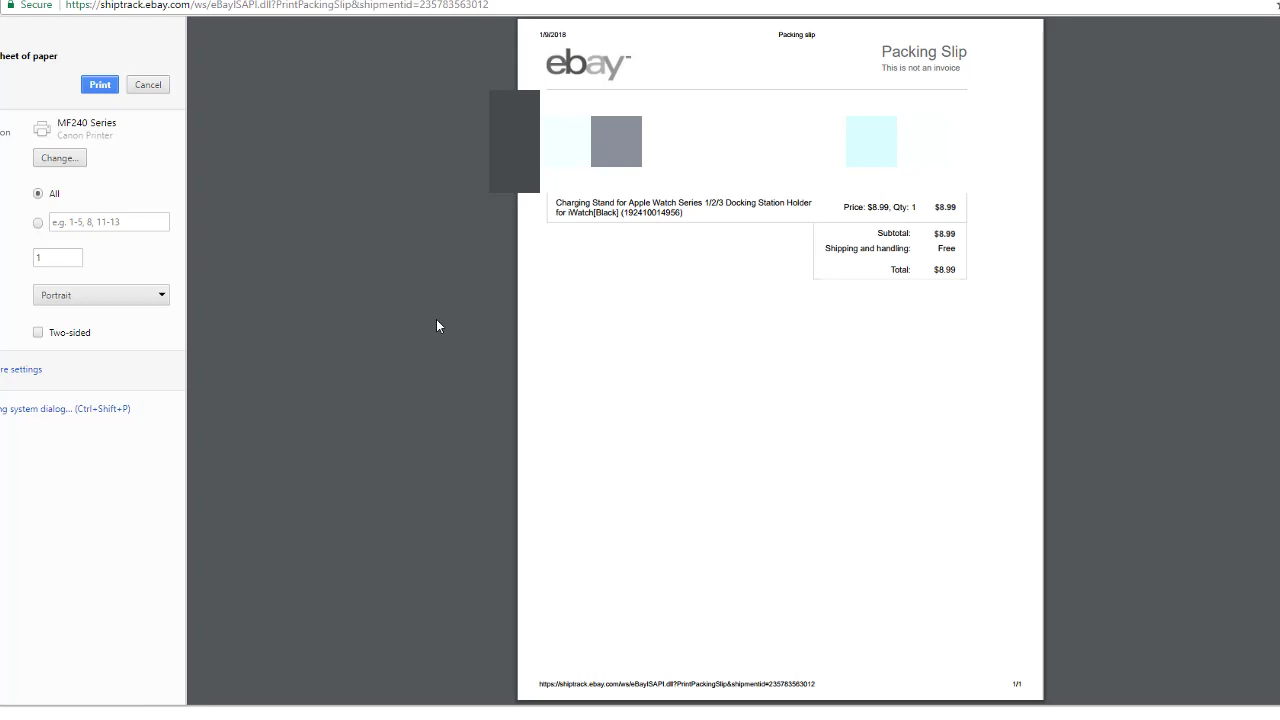 Secure | https://shiptrack.ebay.com/ws/eBayISAPI.dll?PrintPackingSlip&shipmentid=235783563012
heet of paper
Print Cancel
on MF240 Series
Canon Printer
Change...
All
e.g. 1-5, 8, 11-13
1
Portrait
Two-sided
re settings
ng system dialog... (Ctrl+Shift+P)
1/9/2018 Packing slip
ebay™ Packing Slip
This is not an invoice
Charging Stand for Apple Watch Series 1/2/3 Docking Station Holder
for iWatch[Black] (192410014956) Price: $8.99, Qty: 1 $8.99
Subtotal: $8.99
Shipping and handling: Free
Total: $8.99
https://shiptrack.ebay.com/ws/eBayISAPI.dll?PrintPackingSlip&shipmentid=235783563012 1/1